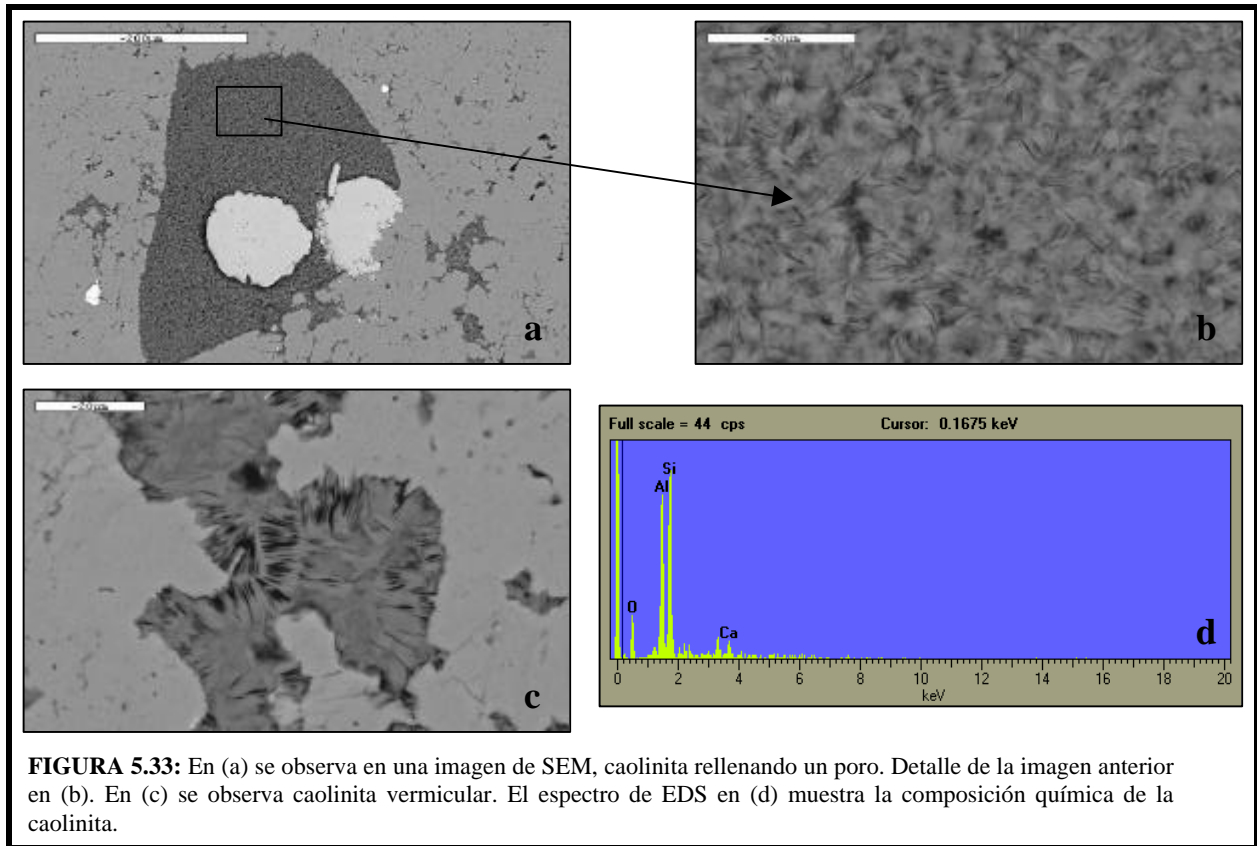 -200µm
a
-20µm
b
-20µm
c
Full scale = 44 cps Cursor: 0.1675 keV
Si
Al
O
Ca
d
0 2 4 6 8 10 12 14 16 18 20
keV
FIGURA 5.33: En (a) se observa en una imagen de SEM, caolinita rellenando un poro. Detalle de la imagen anterior
en (b). En (c) se observa caolinita vermicular. El espectro de EDS en (d) muestra la composición química de la
caolinita.